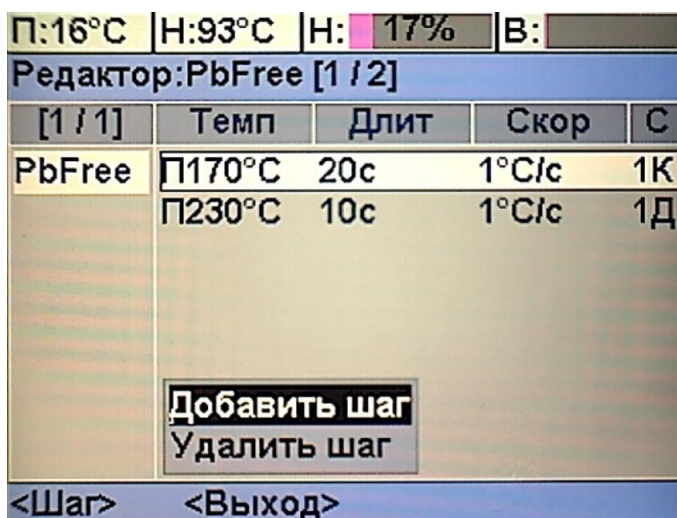 П:16°C Н:93°C Н: 17% В:
Редактор:PbFree [1 / 2]
[1 / 1] Темп Длит Скор С
PbFree П170°C 20с 1°C/с 1К
П230°C 10с 1°C/с 1Д
Добавить шаг
Удалить шаг
<Шаг> <Выход>